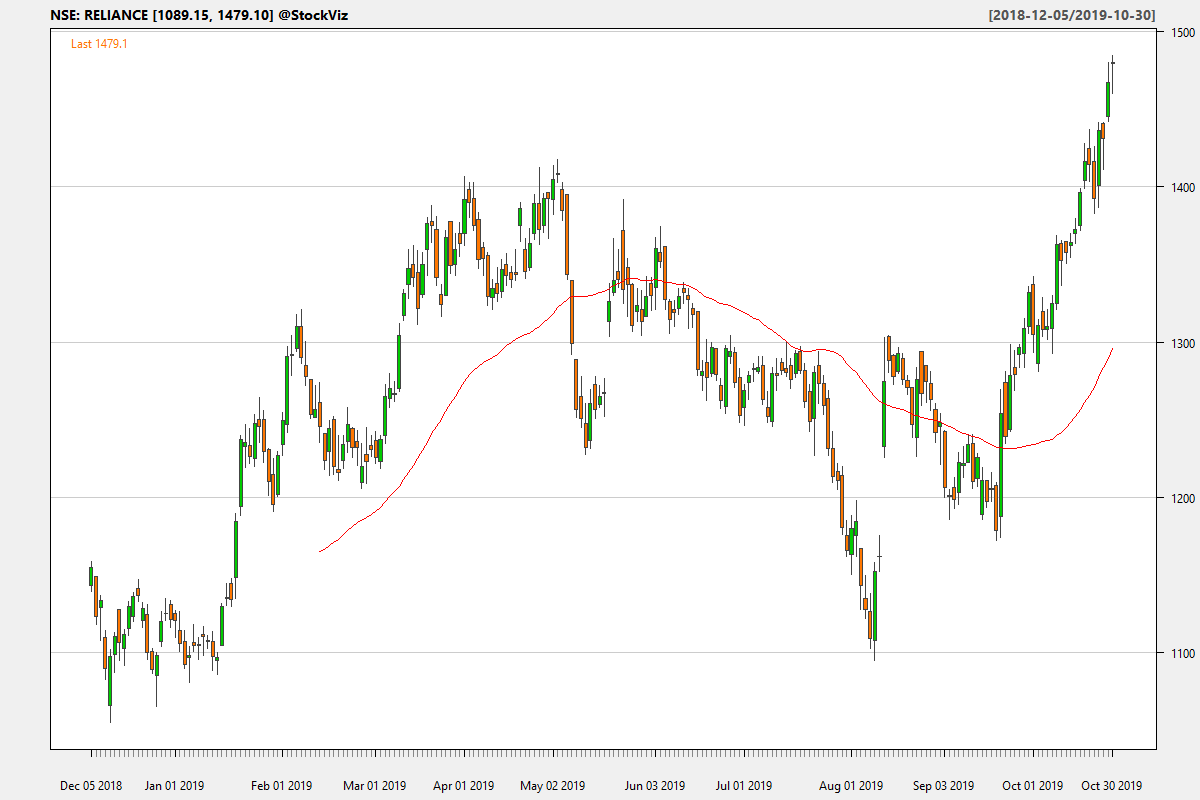 NSE: RELIANCE [1089.15, 1479.10] @StockViz [2018-12-05/2019-10-30]
Last 1479.1
1500
1400
1300
1200
1100
Dec 05 2018 Jan 01 2019 Feb 01 2019 Mar 01 2019 Apr 01 2019 May 02 2019 Jun 03 2019 Jul 01 2019 Aug 01 2019 Sep 03 2019 Oct 01 2019 Oct 30 2019